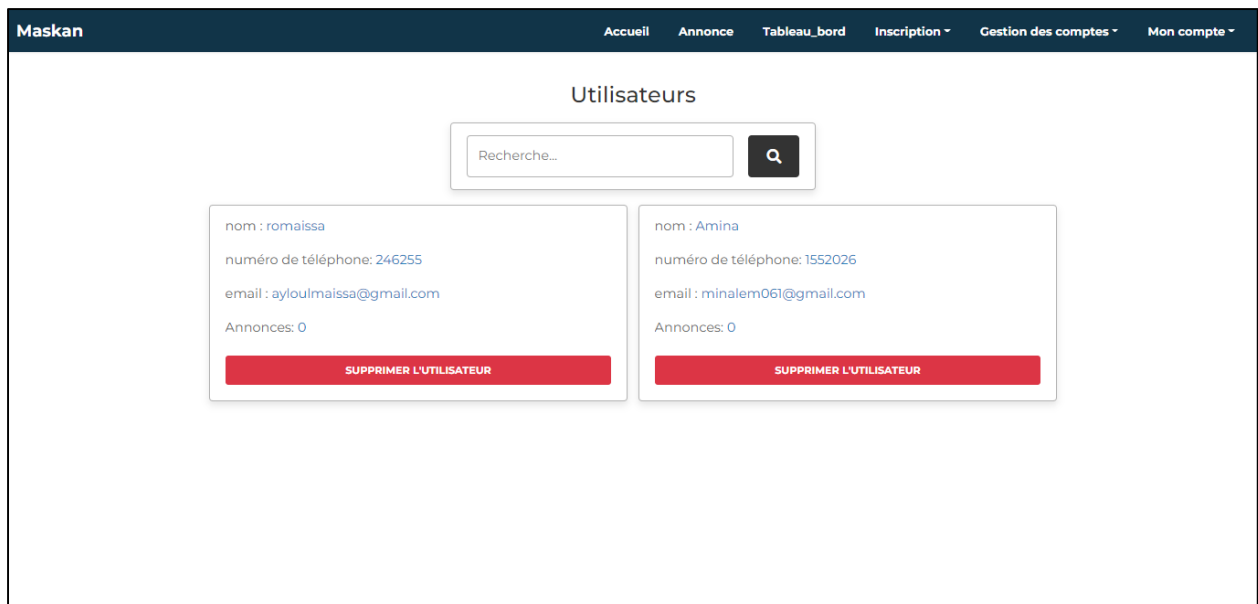 Maskan Accueil Annonce Tableau_bord Inscription Gestion des comptes Mon compte
Utilisateurs
Recherche...
nom : romaissa
numéro de téléphone: 246255
email : ayloulmaissa@gmail.com
Annonces: 0
SUPPRIMER L'UTILISATEUR
nom : Amina
numéro de téléphone: 1552026
email : minalem061@gmail.com
Annonces: 0
SUPPRIMER L'UTILISATEUR